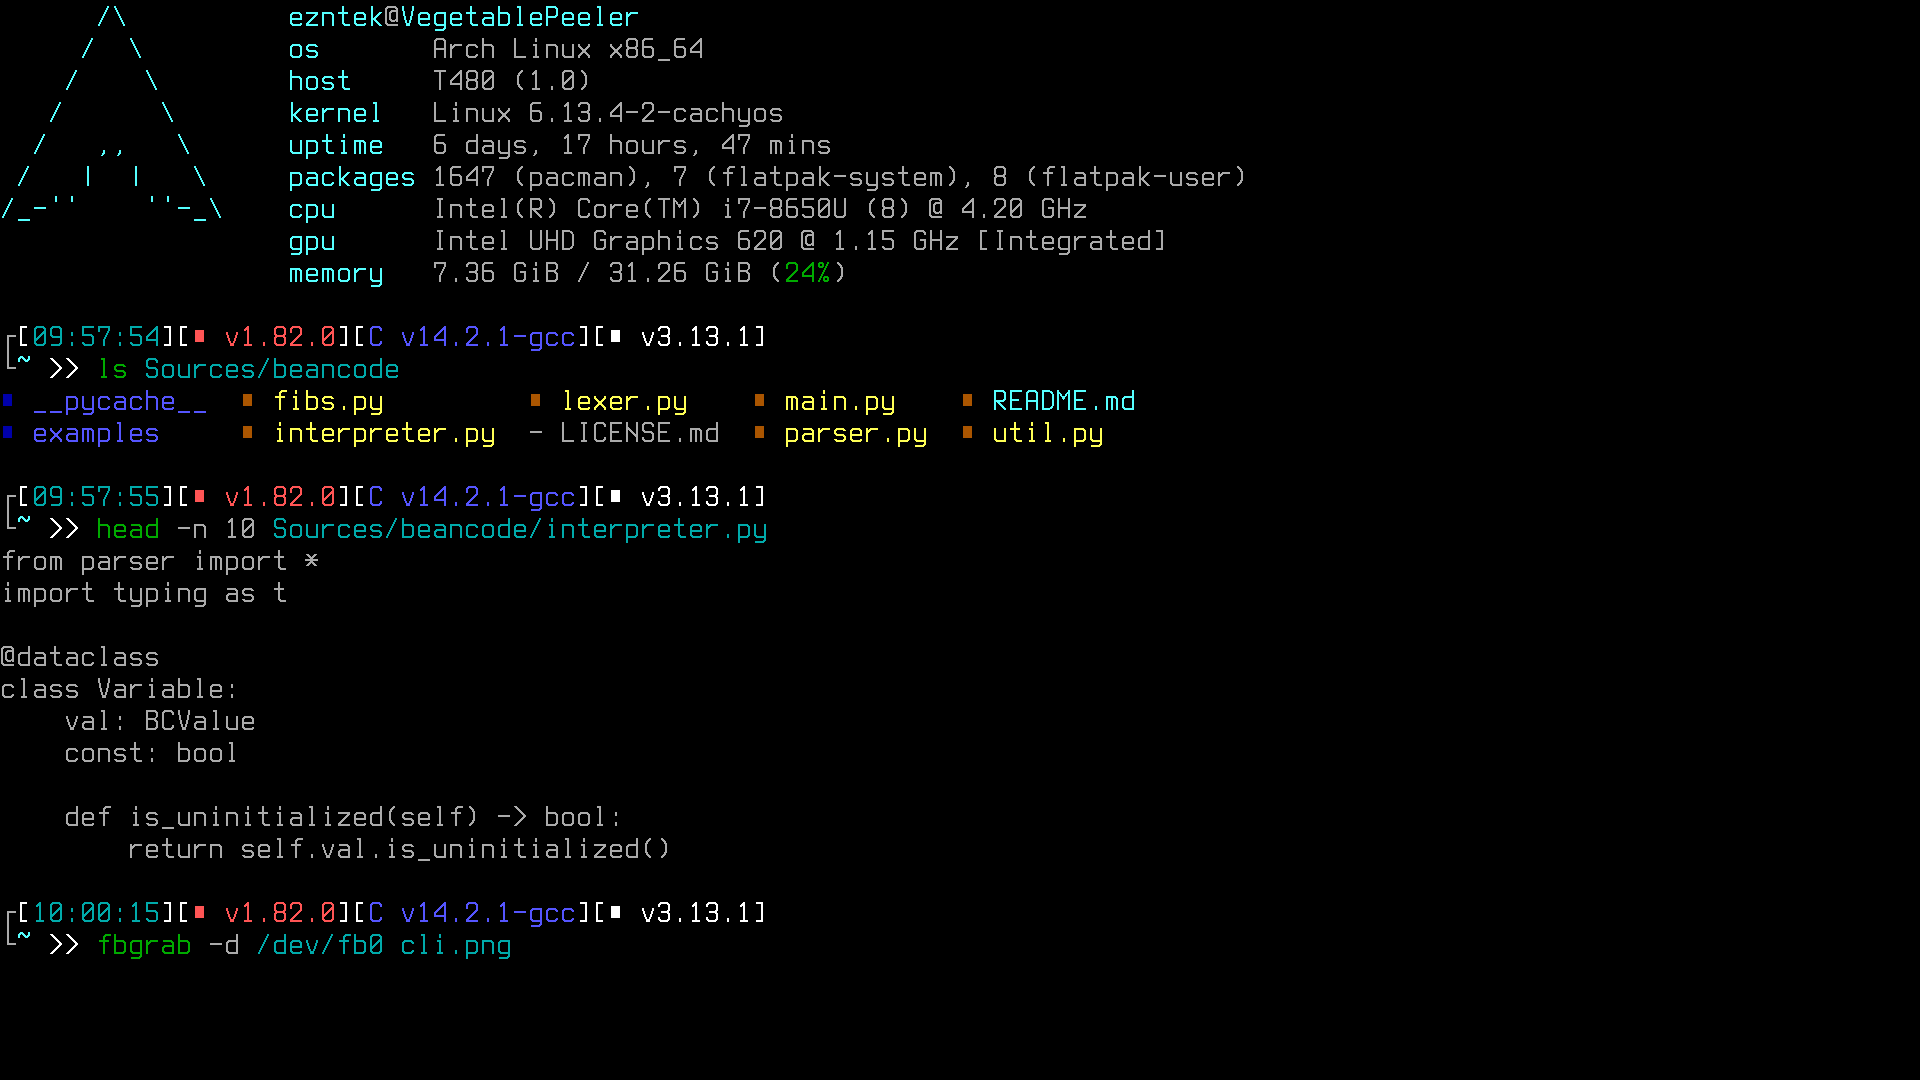 ezntek@VegetablePeeler
os Arch Linux x86_64
host T480 (1.0)
kernel Linux 6.13.4-2-cachyos
uptime 6 days, 17 hours, 47 mins
packages 1647 (pacman), 7 (flatpak-system), 8 (flatpak-user)
cpu Intel(R) Core(TM) i7-8650U (8) @ 4.20 GHz
gpu Intel UHD Graphics 620 @ 1.15 GHz [Integrated]
memory 7.36 GiB / 31.26 GiB (24%)
[09:57:54][ v1.82.0][C v14.2.1-gcc][ v3.13.1]
~ >> ls Sources/beancode
__pycache__ fibs.py lexer.py main.py README.md
examples interpreter.py - LICENSE.md parser.py util.py
[09:57:55][ v1.82.0][C v14.2.1-gcc][ v3.13.1]
~ >> head -n 10 Sources/beancode/interpreter.py
from parser import *
import typing as t
@dataclass
class Variable:
    val: BCValue
    const: bool
    def is_uninitialized(self) -> bool:
        return self.val.is_uninitialized()
[10:00:15][ v1.82.0][C v14.2.1-gcc][ v3.13.1]
~ >> fbgrab -d /dev/fb0 cli.png